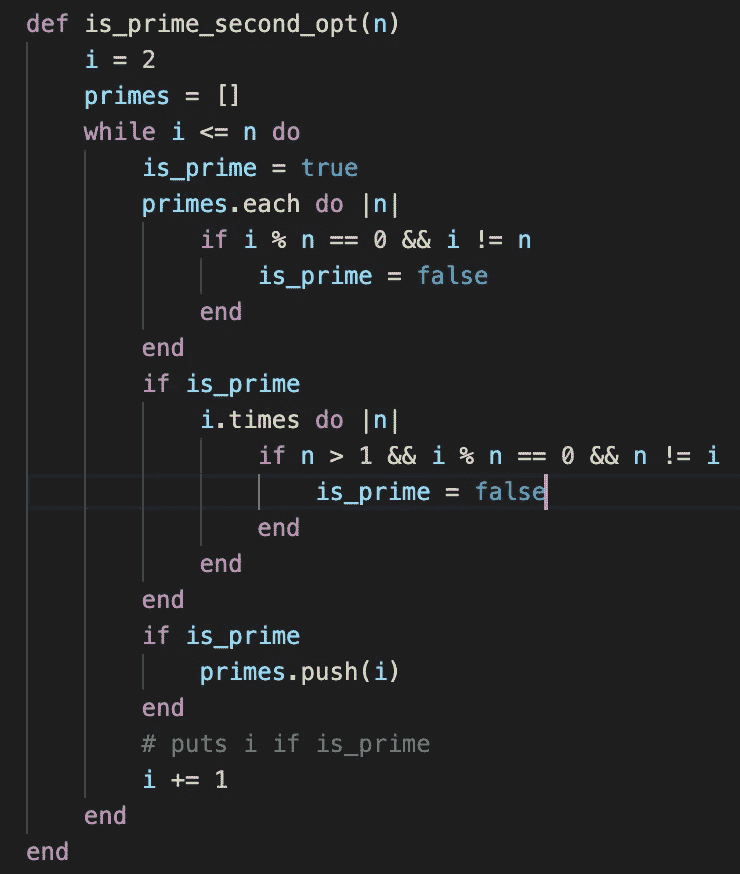 def is_prime_second_opt(n)
    i = 2
    primes = []
    while i <= n do
        is_prime = true
        primes.each do |n|
            if i % n == 0 && i != n
                is_prime = false
            end
        end
        if is_prime
            i.times do |n|
                if n > 1 && i % n == 0 && n != i
                    is_prime = false
                end
            end
        end
        if is_prime
            primes.push(i)
        end
        # puts i if is_prime
        i += 1
    end
end